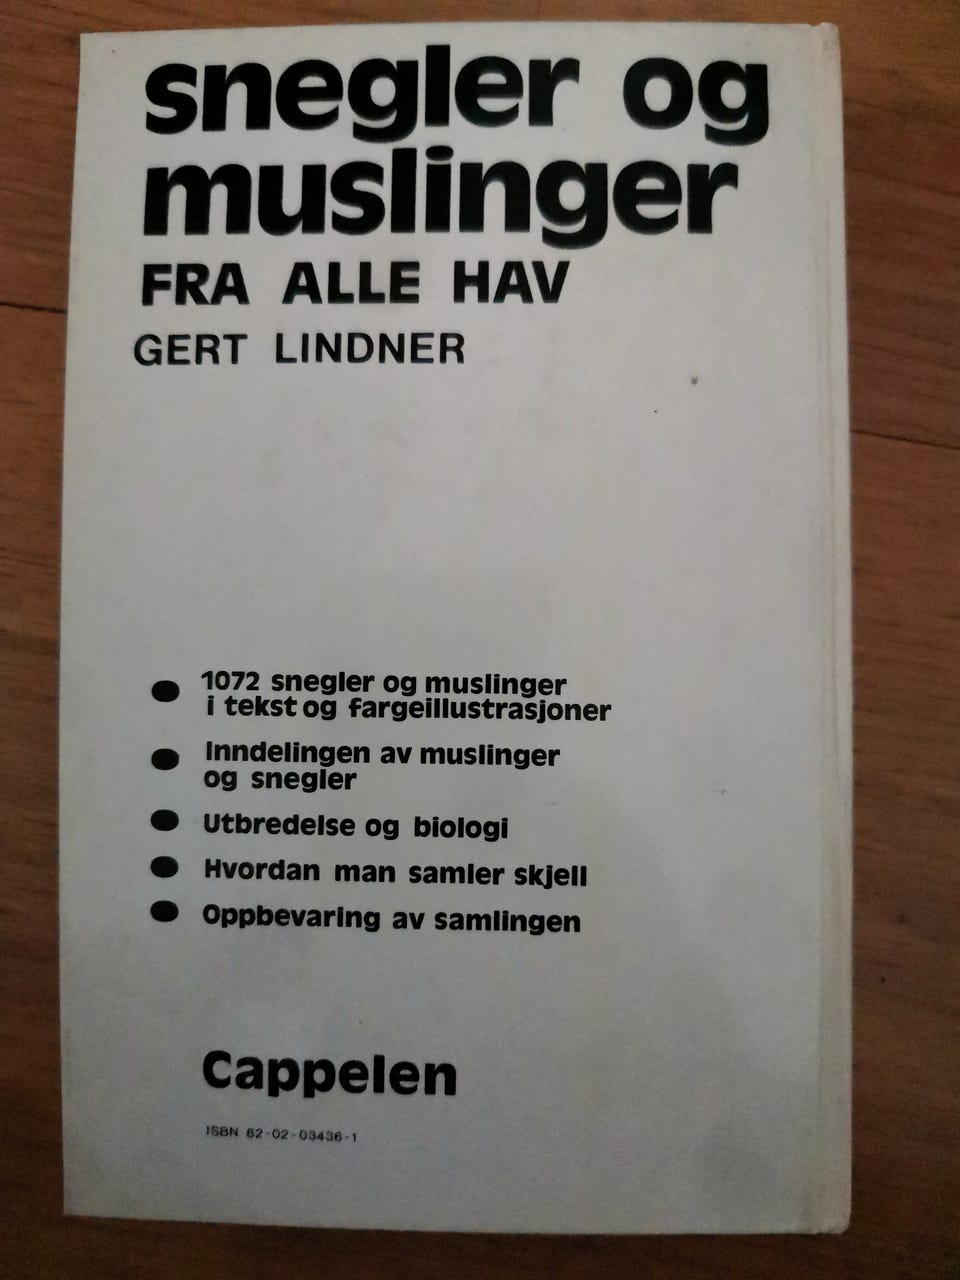 snegler og
muslinger
FRA ALLE HAV
GERT LINDNER
1072 snegler og muslinger
i tekst og fargeillustrasjoner
Inndelingen av muslinger
og snegler
Utbredelse og biologi
Hvordan man samler skjell
Oppbevaring av samlingen
Cappelen
ISBN 82-02-03436-1